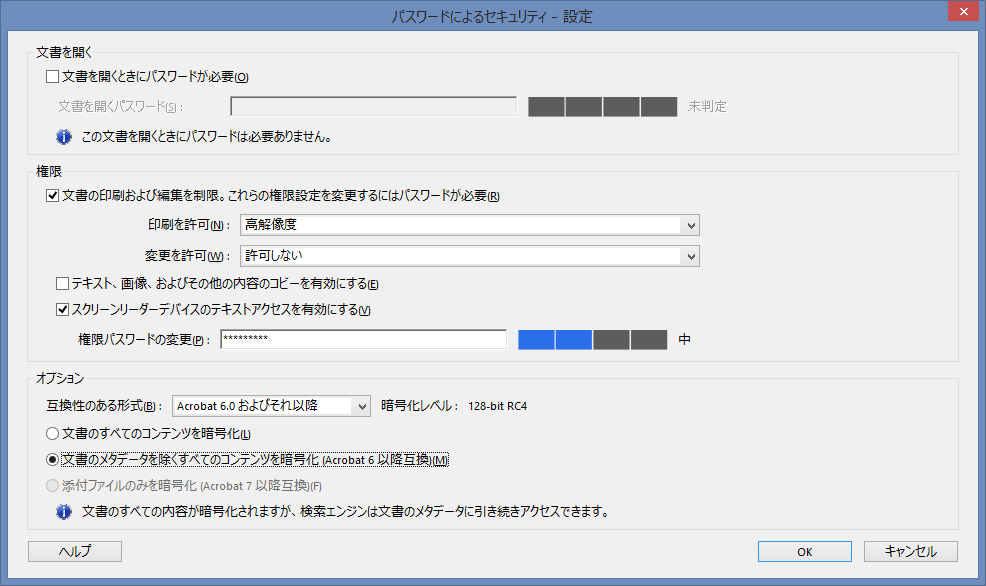 パスワードによるセキュリティ - 設定
文書を開く
文書を開くときにパスワードが必要(O)
文書を開くパスワード(S)：
未判定
この文書を開くときにパスワードは必要ありません。
権限
文書の印刷および編集を制限。これらの権限設定を変更するにはパスワードが必要(R)
印刷を許可(N)： 高解像度
変更を許可(W)： 許可しない
テキスト、画像、およびその他の内容のコピーを有効にする(E)
スクリーンリーダーデバイスのテキストアクセスを有効にする(V)
権限パスワードの変更(P)： ********* 中
オプション
互換性のある形式(B)： Acrobat 6.0 およびそれ以降 暗号化レベル： 128-bit RC4
文書のすべてのコンテンツを暗号化(L)
文書のメタデータを除くすべてのコンテンツを暗号化 (Acrobat 6 以降互換)(M)
添付ファイルのみを暗号化 (Acrobat 7 以降互換)(F)
文書のすべての内容が暗号化されますが、検索エンジンは文書のメタデータに引き続きアクセスできます。
ヘルプ OK キャンセル